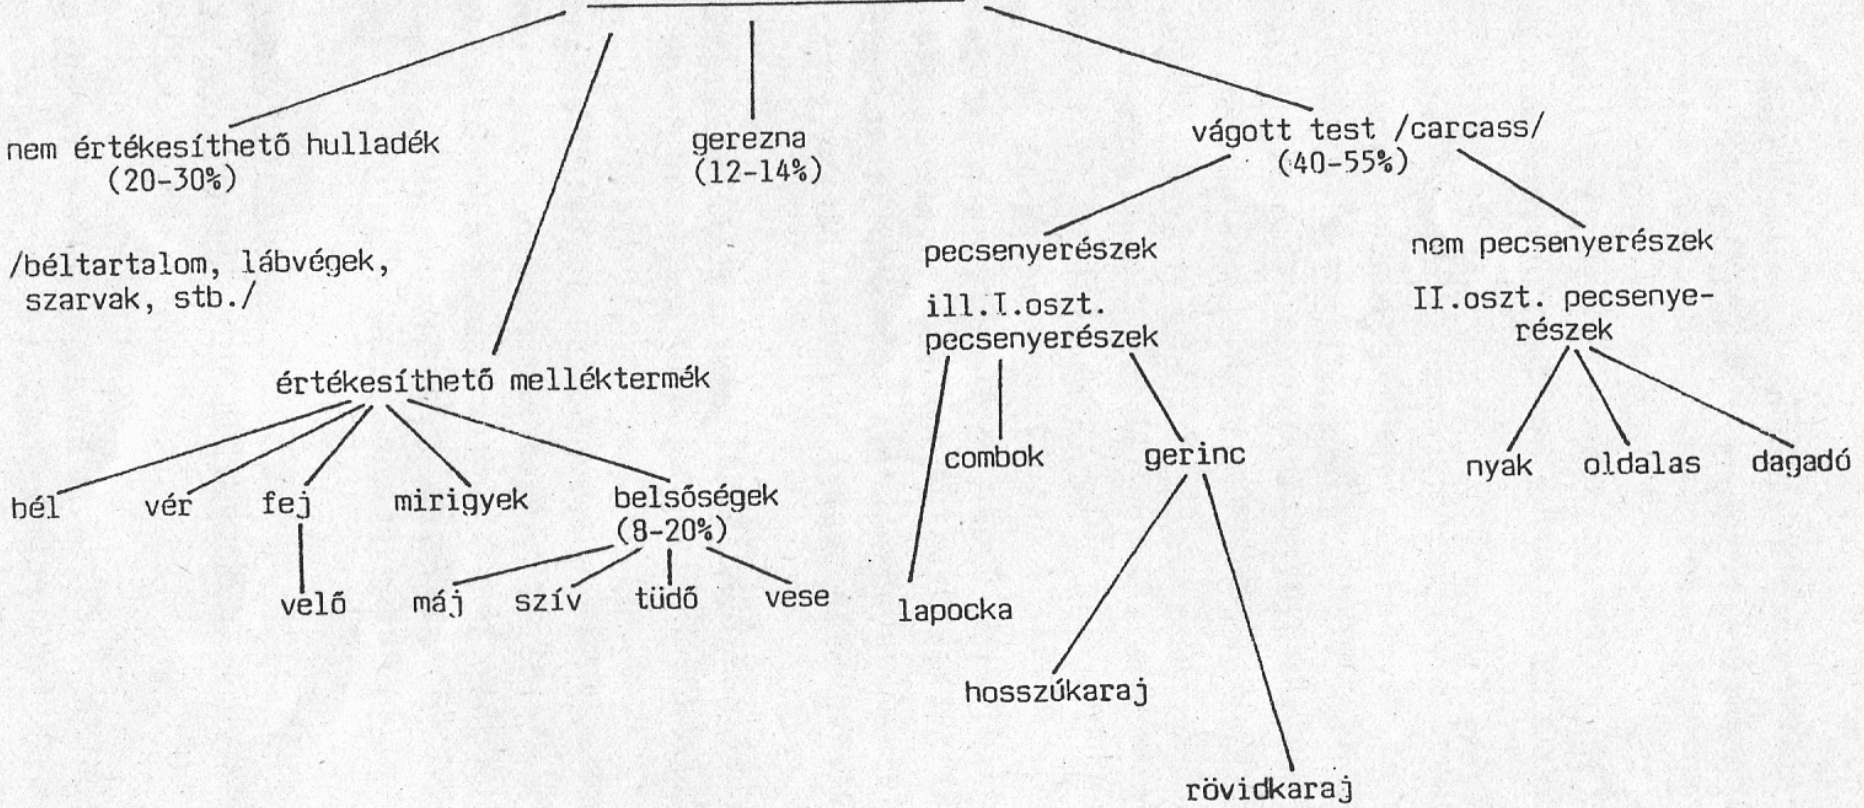 nem értékesíthető hulladék
(20-30%)
/béltartalom, lábvégek,
szarvak, stb./
gerezna
(12-14%)
vágott test /carcass/
(40-55%)
pecsenyerészek
ill.I.oszt.
pecsenyerészek
nem pecsenyerészek
II.oszt. pecsenye-
részek
értékesíthető melléktermék
bél
vér
fej
mirigyek
belsőségek
(8-20%)
velő
máj
szív
tüdő
vese
combok
gerinc
lapocka
hosszúkaraj
rövidkaraj
nyak
oldalas
dagadó